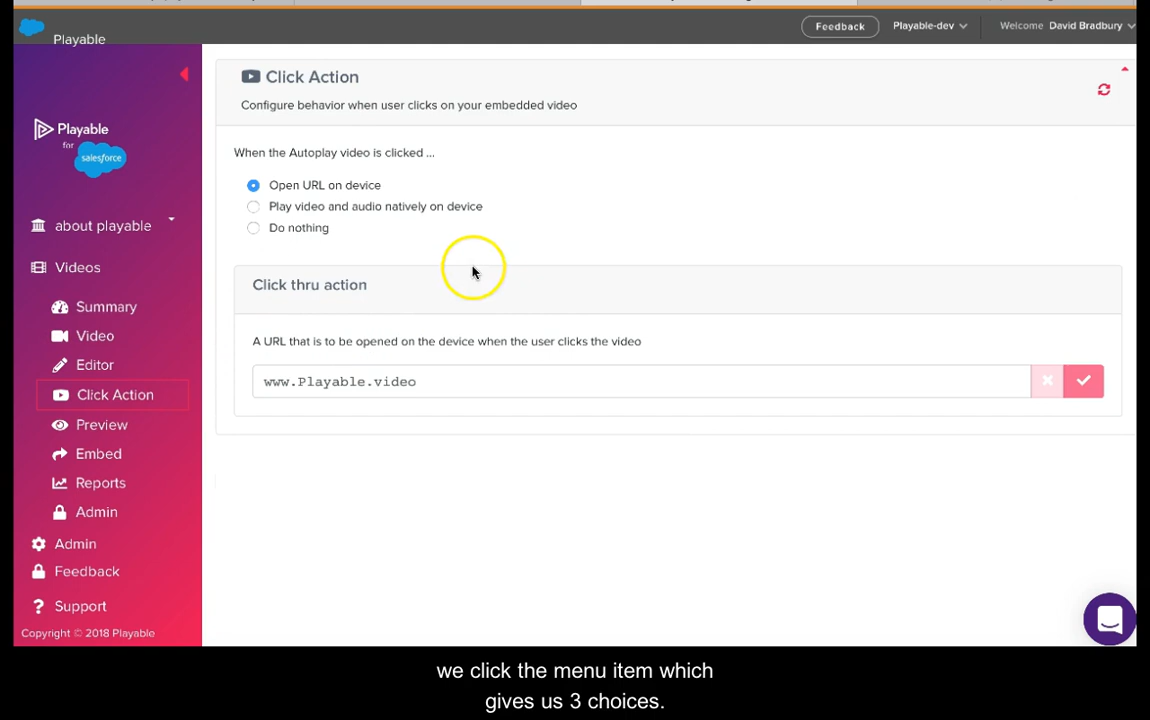 Playable
Feedback
Playable-dev
Welcome David Bradbury
Playable
for
salesforce
about playable
Videos
Summary
Video
Editor
Click Action
Preview
Embed
Reports
Admin
Admin
Feedback
? Support
Copyright © 2018 Playable
Click Action
Configure behavior when user clicks on your embedded video
When the Autoplay video is clicked ...
Open URL on device
Play video and audio natively on device
Do nothing
Click thru action
A URL that is to be opened on the device when the user clicks the video
www.Playable.video
we click the menu item which
gives us 3 choices.